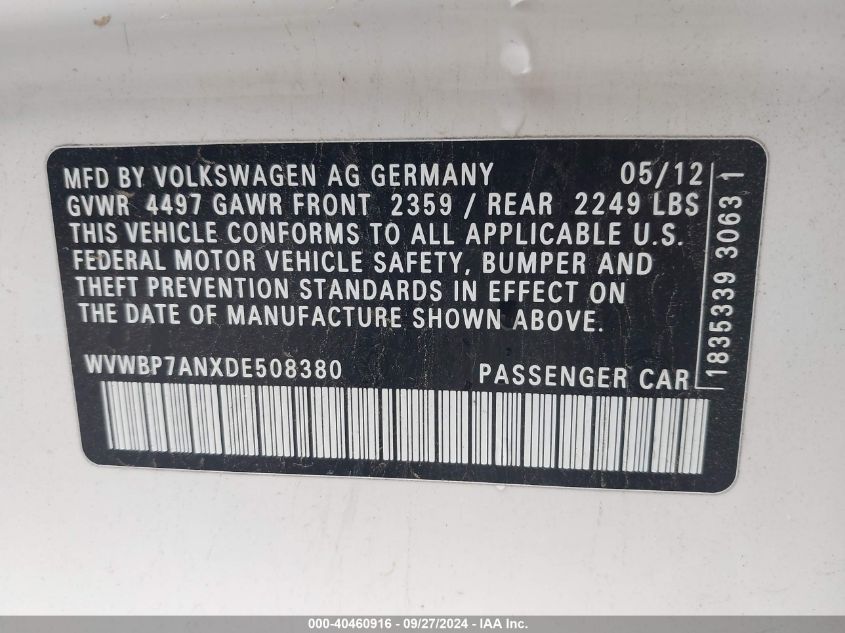 MFD BY VOLKSWAGEN AG GERMANY 05/12
GVWR 4497 GAWR FRONT 2359 / REAR 2249 LBS
THIS VEHICLE CONFORMS TO ALL APPLICABLE U.S.
FEDERAL MOTOR VEHICLE SAFETY, BUMPER AND
THEFT PREVENTION STANDARDS IN EFFECT ON
THE DATE OF MANUFACTURE SHOWN ABOVE.
WVWBP7ANXDE508380 PASSENGER CAR
1835339 30631
000-40460916 - 09/27/2024 - IAA Inc.